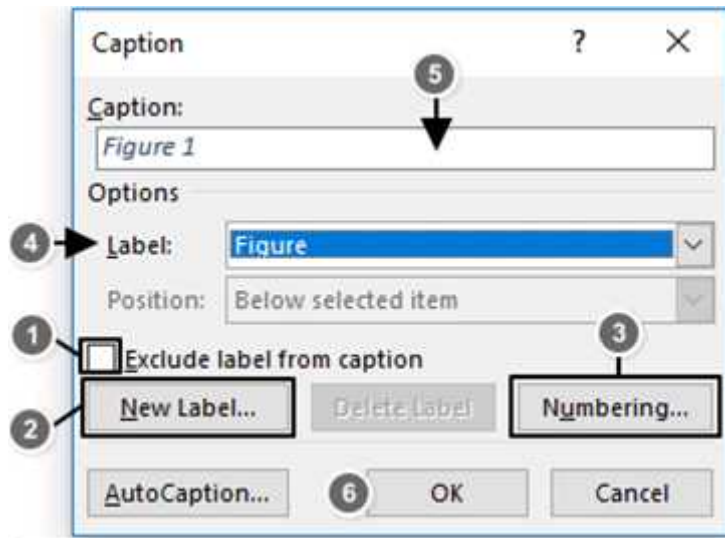 Caption ? ×
5
Caption:
Figure 1
Options
4 Label: Figure
Position: Below selected item
1 3
Exclude label from caption
2 New Label... Delete Label Numbering...
AutoCaption... 6 OK Cancel